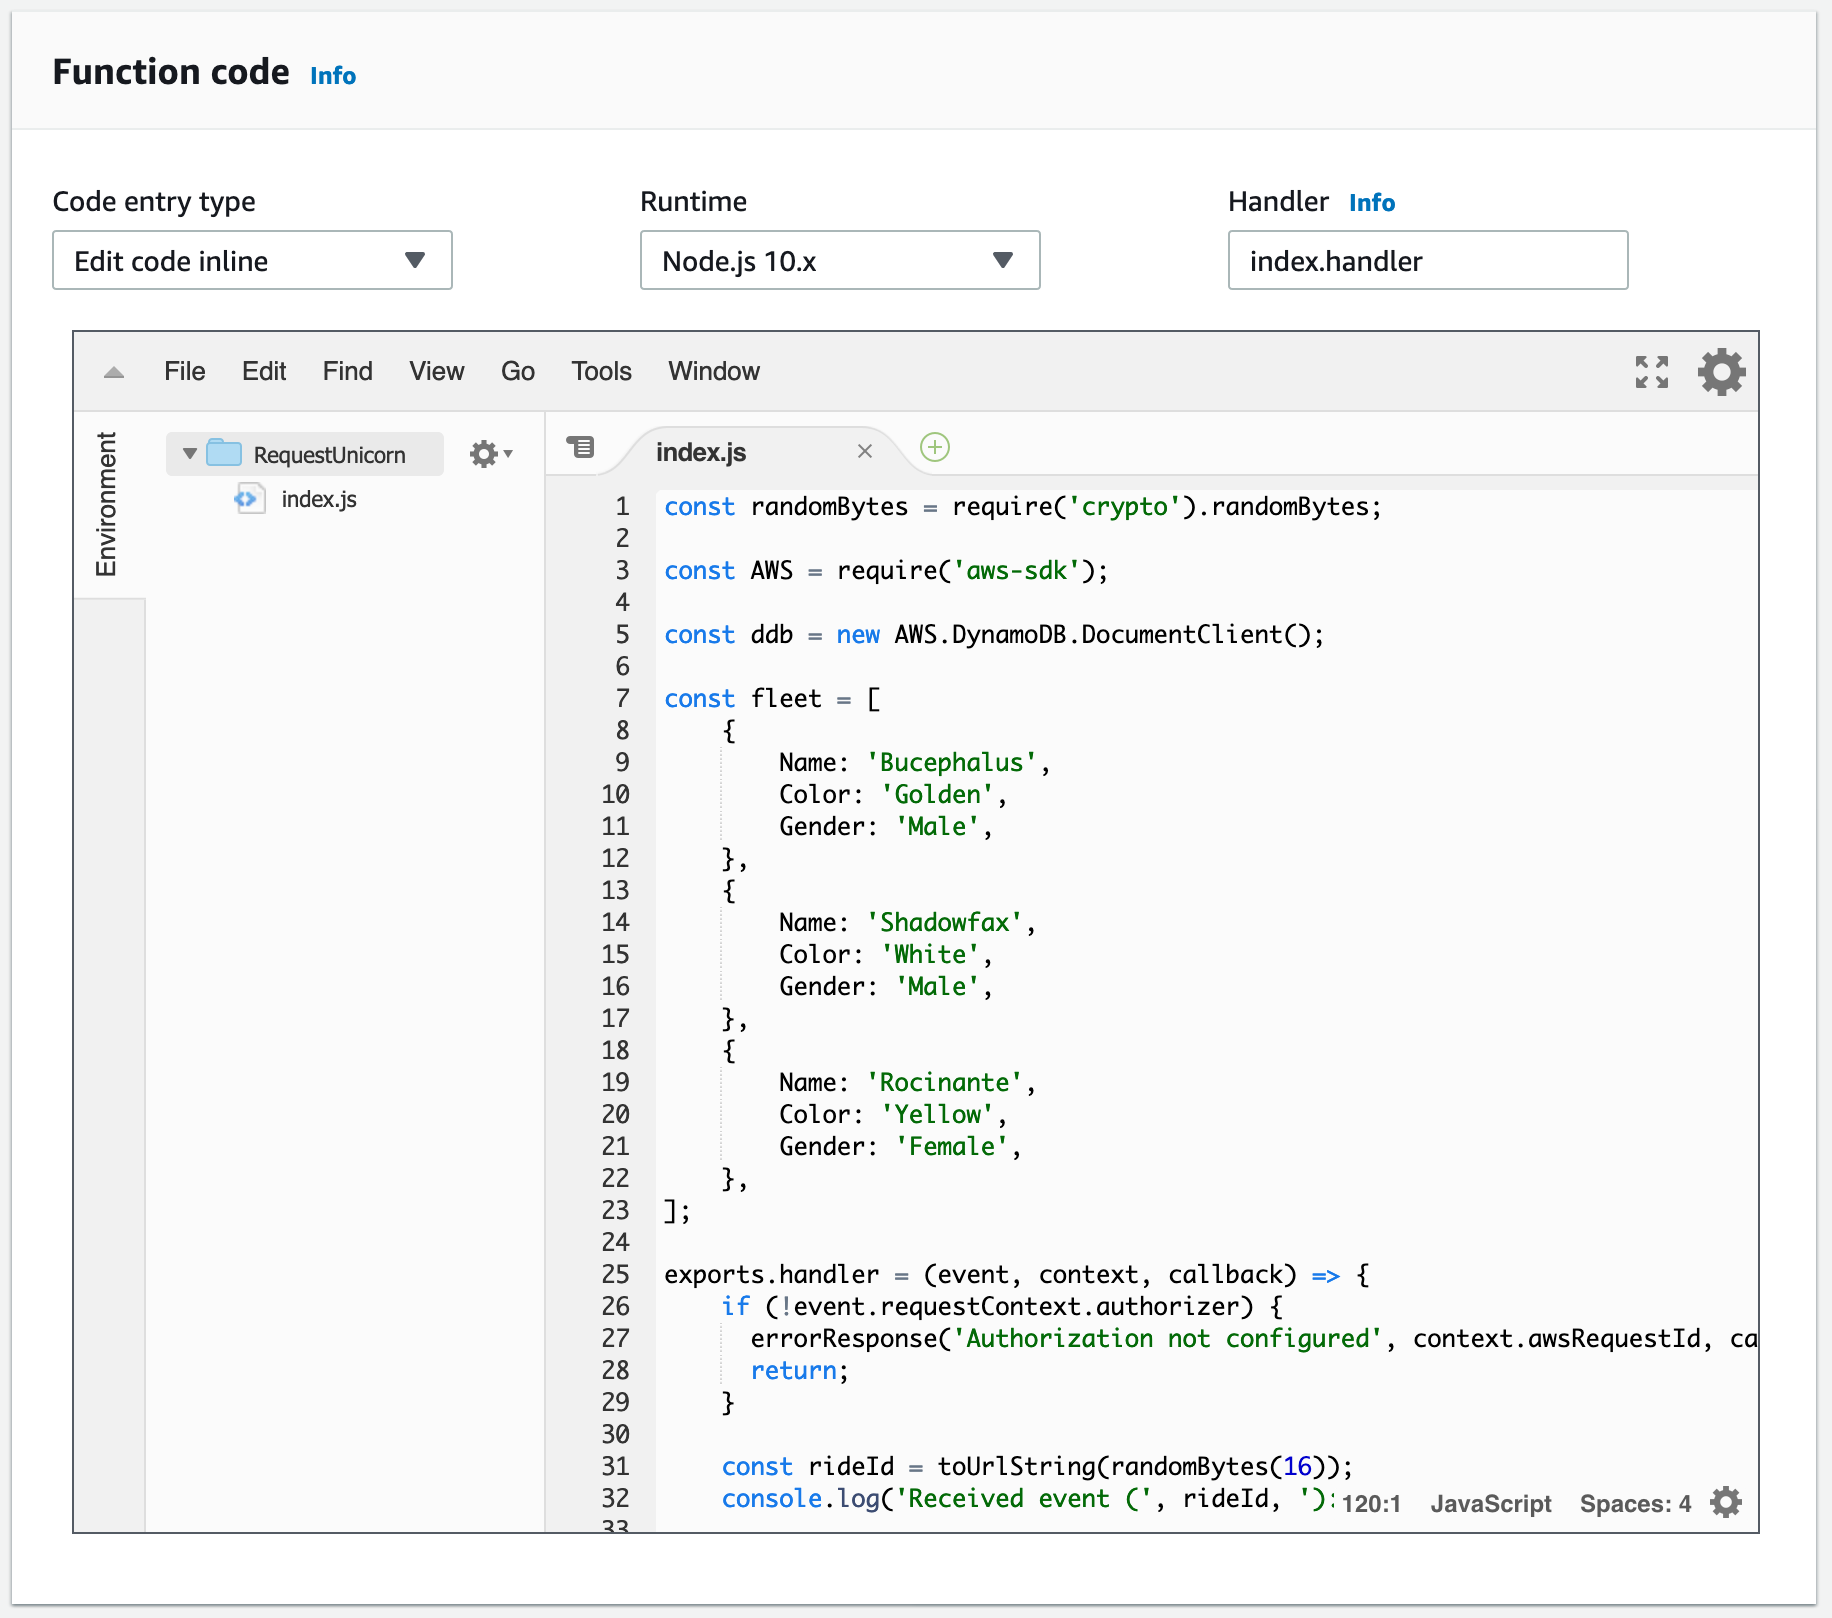 Function code Info
Code entry type
Runtime
Handler Info
Edit code inline
Node.js 10.x
index.handler
File Edit Find View Go Tools Window
Environment
RequestUnicorn
index.js
index.js
1 const randomBytes = require('crypto').randomBytes;
2
3 const AWS = require('aws-sdk');
4
5 const ddb = new AWS.DynamoDB.DocumentClient();
6
7 const fleet = [
8     {
9         Name: 'Bucephalus',
10         Color: 'Golden',
11         Gender: 'Male',
12     },
13     {
14         Name: 'Shadowfax',
15         Color: 'White',
16         Gender: 'Male',
17     },
18     {
19         Name: 'Rocinante',
20         Color: 'Yellow',
21         Gender: 'Female',
22     },
23 ];
24
25 exports.handler = (event, context, callback) => {
26     if (!event.requestContext.authorizer) {
27       errorResponse('Authorization not configured', context.awsRequestId, ca
28       return;
29     }
30
31     const rideId = toUrlString(randomBytes(16));
32     console.log('Received event (', rideId, '):
33
120:1 JavaScript Spaces: 4